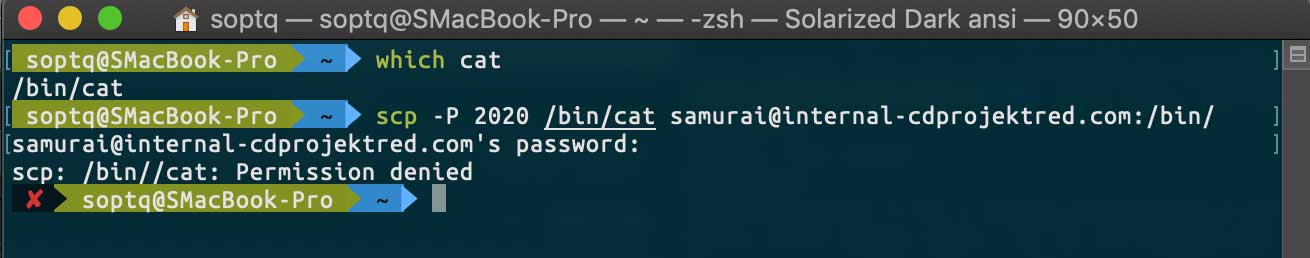 soptq — soptq@SMacBook-Pro — ~ — -zsh — Solarized Dark ansi — 90×50
[ soptq@SMacBook-Pro ~ which cat ]
/bin/cat
[ soptq@SMacBook-Pro ~ scp -P 2020 /bin/cat samurai@internal-cdprojektred.com:/bin/ ]
[samurai@internal-cdprojektred.com's password: ]
scp: /bin//cat: Permission denied
✘ soptq@SMacBook-Pro ~